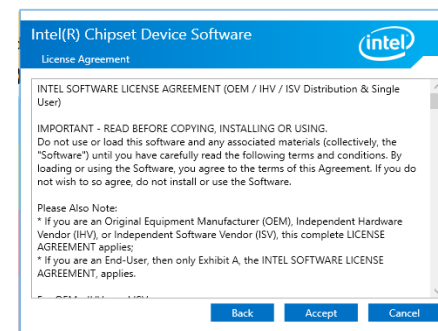 Intel(R) Chipset Device Software
intel
License Agreement
INTEL SOFTWARE LICENSE AGREEMENT (OEM / IHV / ISV Distribution & Single
User)
IMPORTANT - READ BEFORE COPYING, INSTALLING OR USING.
Do not use or load this software and any associated materials (collectively, the
"Software") until you have carefully read the following terms and conditions. By
loading or using the Software, you agree to the terms of this Agreement. If you do
not wish to so agree, do not install or use the Software.
Please Also Note:
* If you are an Original Equipment Manufacturer (OEM), Independent Hardware
Vendor (IHV), or Independent Software Vendor (ISV), this complete LICENSE
AGREEMENT applies;
* If you are an End-User, then only Exhibit A, the INTEL SOFTWARE LICENSE
AGREEMENT, applies.
Back Accept Cancel